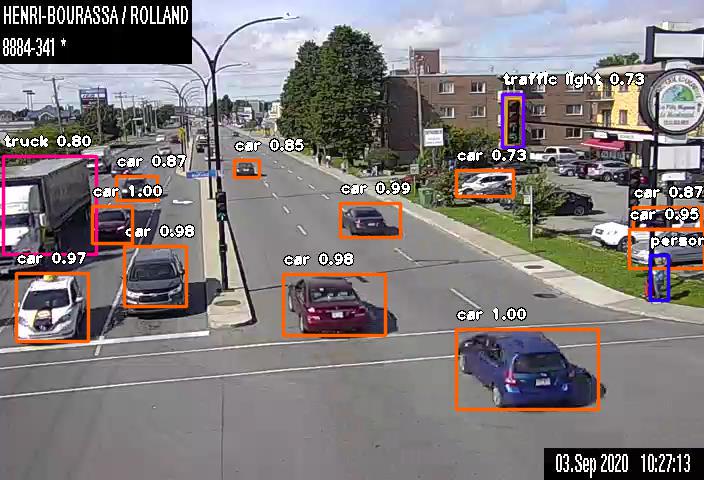 HENRI-BOURASSA / ROLLAND
8884-341 *
traffic light 0.73
truck 0.80
car 0.87
car 0.85
car 0.73
car 1.00
car 0.99
car 0.87
car 0.95
car 0.98
person
car 0.97
car 0.98
car 1.00
03.Sep 2020 10:27:13